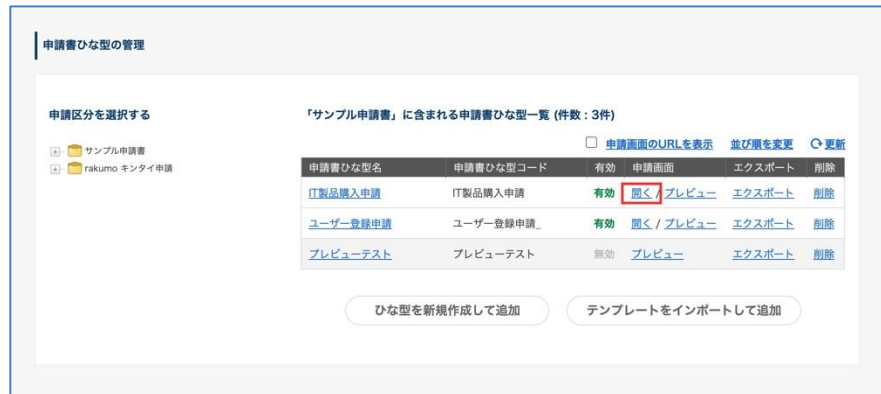 申請書ひな型の管理
申請区分を選択する
サンプル申請書
rakumo キンタイ申請
「サンプル申請書」に含まれる申請書ひな型一覧 (件数 : 3件)
申請画面のURLを表示 並び順を変更 更新
申請書ひな型名 申請書ひな型コード 有効 申請画面 エクスポート 削除
IT製品購入申請 IT製品購入申請 有効 開く / プレビュー エクスポート 削除
ユーザー登録申請 ユーザー登録申請_ 有効 開く / プレビュー エクスポート 削除
プレビューテスト プレビューテスト 無効 プレビュー エクスポート 削除
ひな型を新規作成して追加 テンプレートをインポートして追加